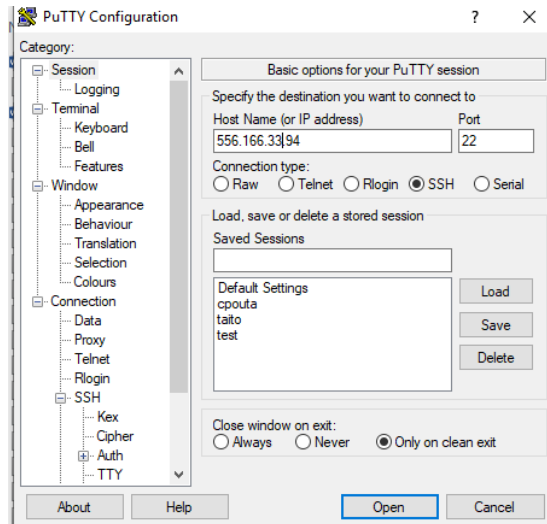 PuTTY Configuration
? ×
Category:
Session
Logging
Terminal
Keyboard
Bell
Features
Window
Appearance
Behaviour
Translation
Selection
Colours
Connection
Data
Proxy
Telnet
Rlogin
SSH
Kex
Cipher
Auth
TTY
Basic options for your PuTTY session
Specify the destination you want to connect to
Host Name (or IP address) Port
556.166.33.94 22
Connection type:
Raw Telnet Rlogin SSH Serial
Load, save or delete a stored session
Saved Sessions
Default Settings
cpouta
taito
test
Load
Save
Delete
Close window on exit:
Always Never Only on clean exit
About Help Open Cancel